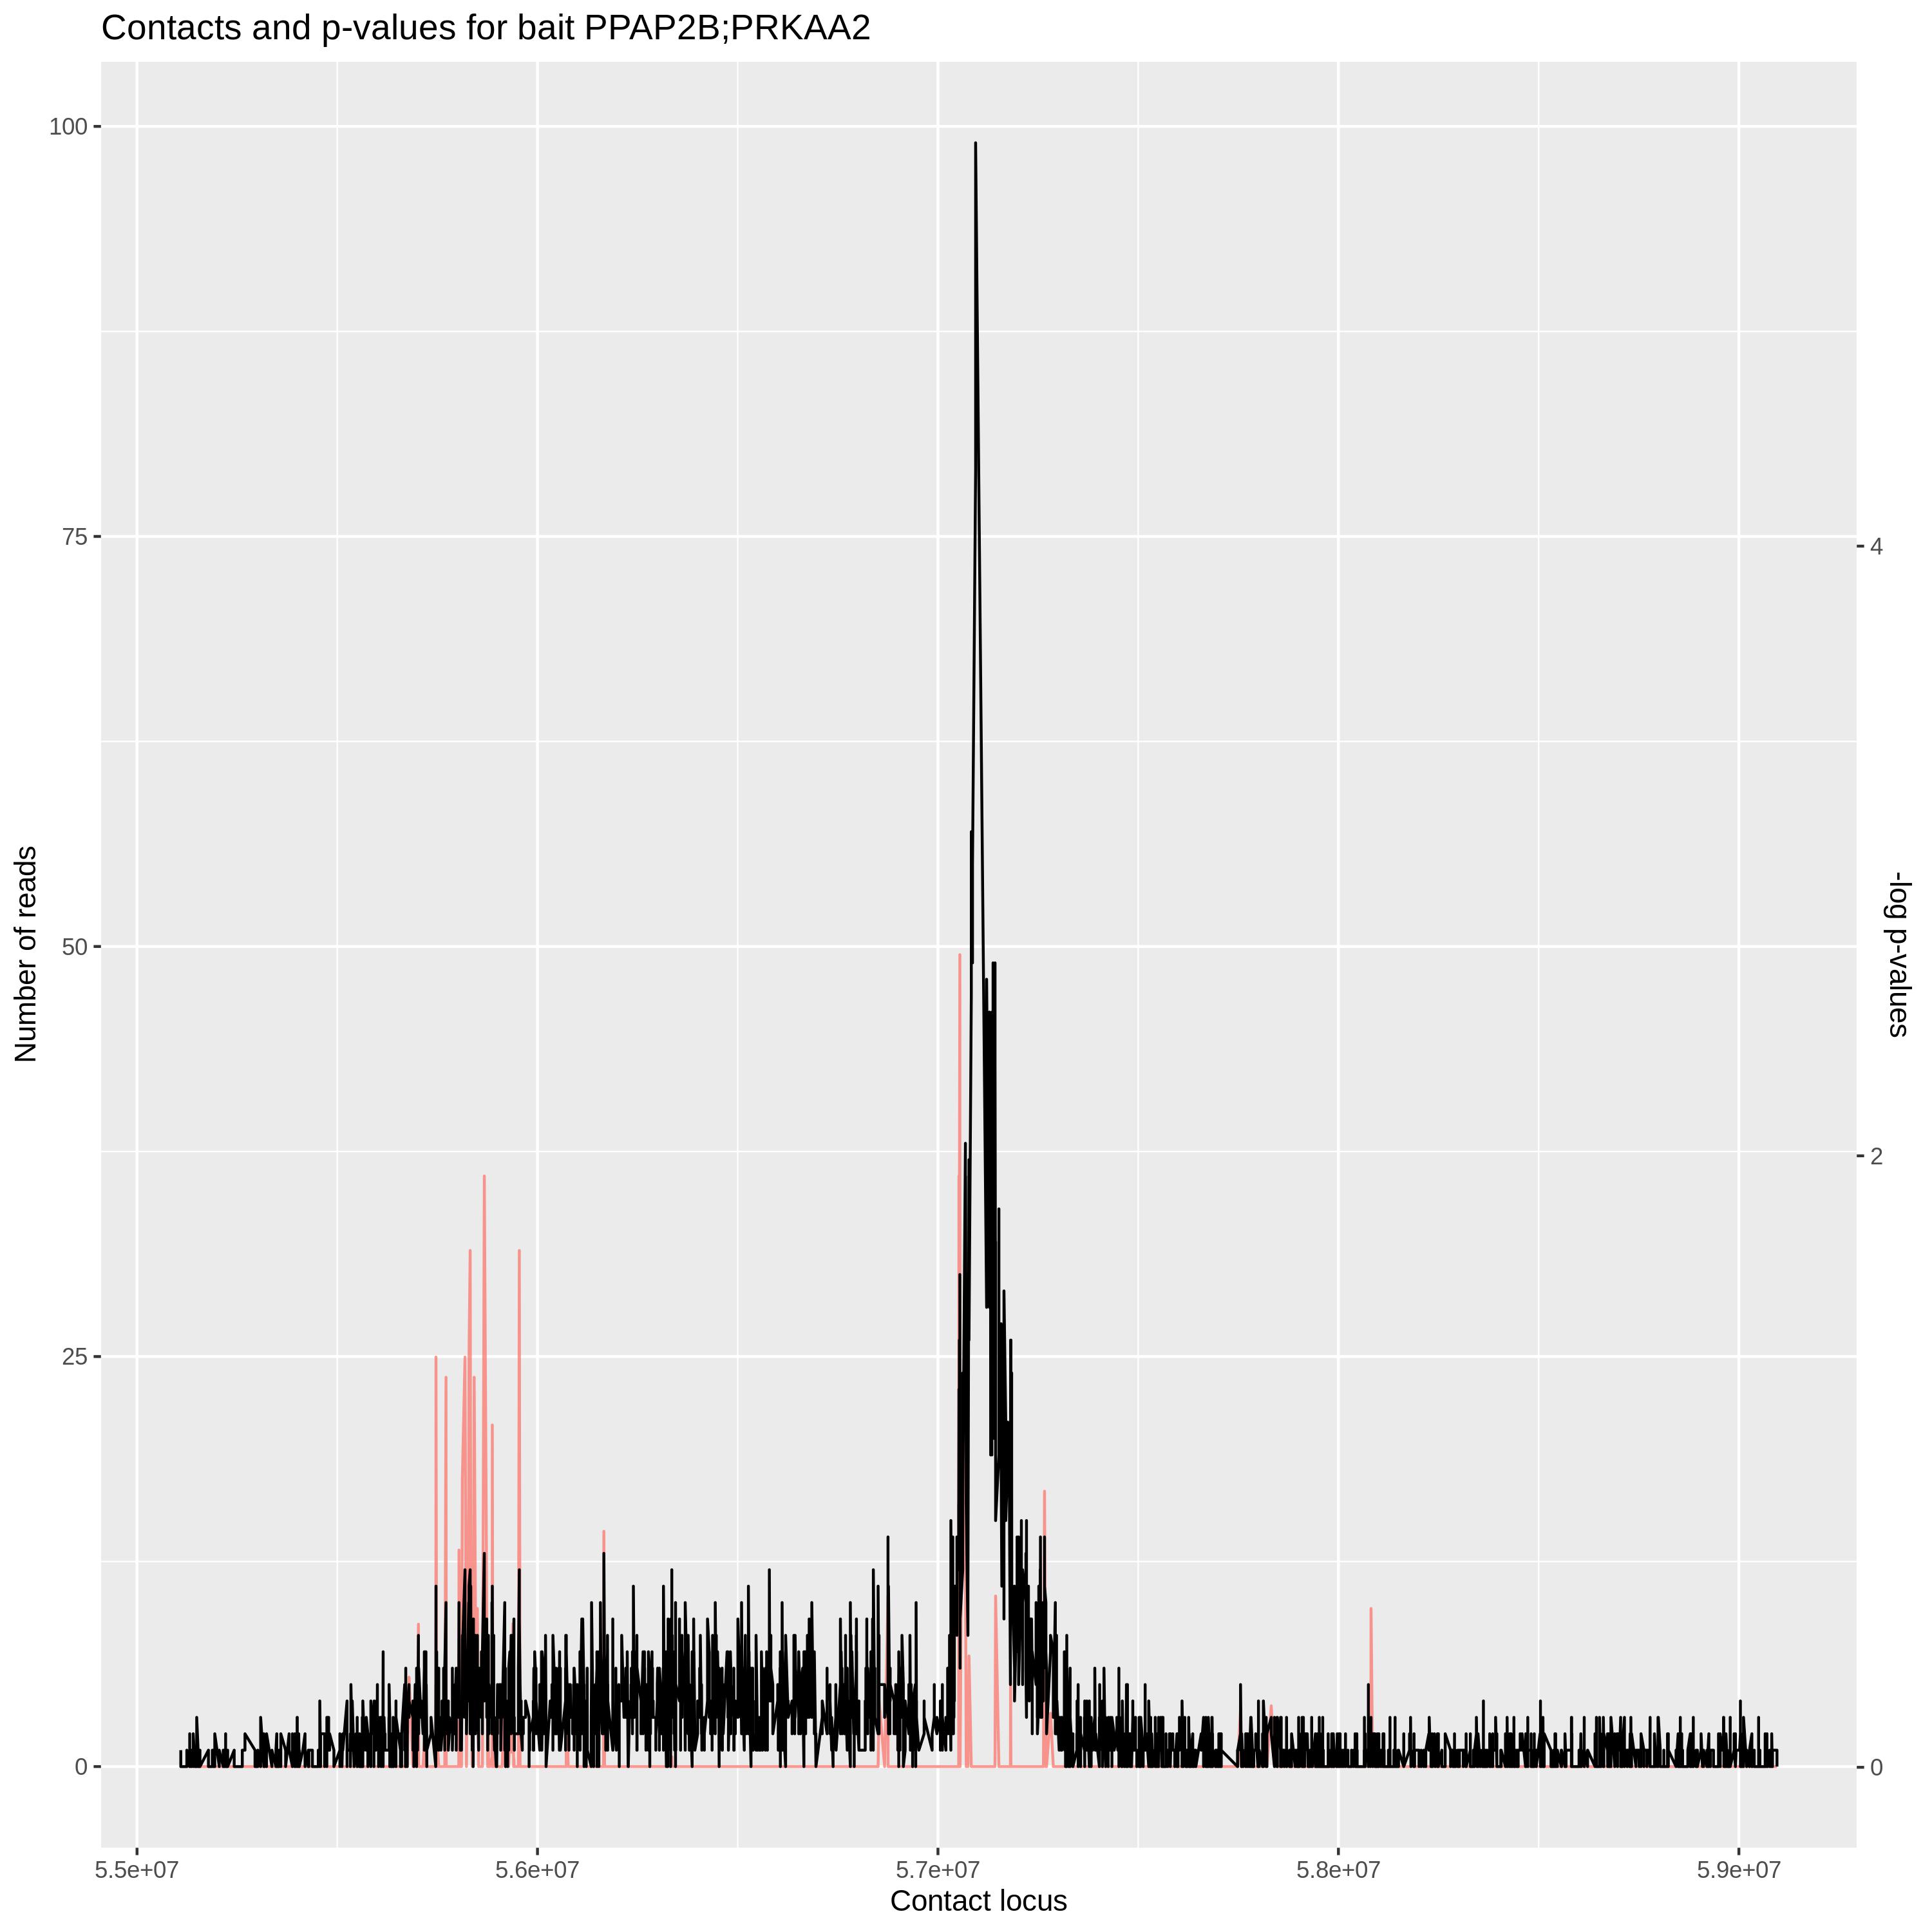 Contacts and p-values for bait PPAP2B;PRKAA2
100
75
50
25
0
Number of reads
4
2
0
-log p-values
5.5e+07
5.6e+07
5.7e+07
5.8e+07
5.9e+07
Contact locus